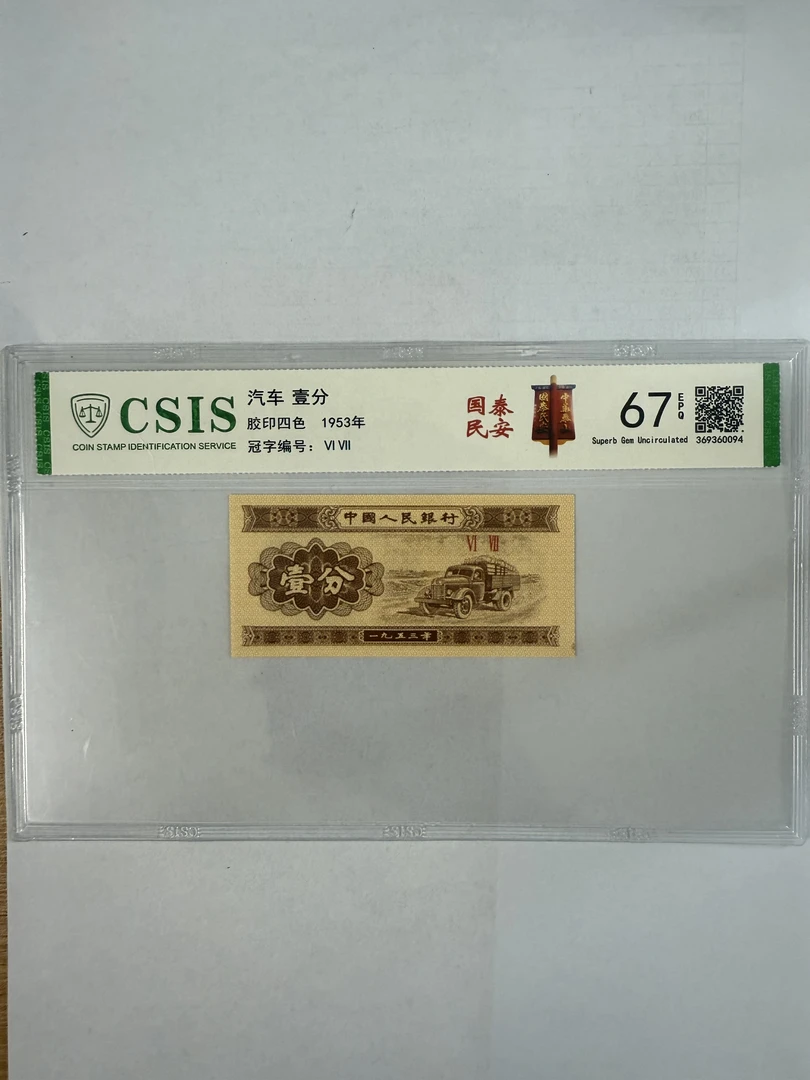 CSIS
COIN STAMP IDENTIFICATION SERVICE
汽车 壹分
胶印四色 1953年
冠字编号: VI VII
国泰
民安
67
EPQ
Superb Gem Uncirculated 369360094
中國人民銀行
VI VII
壹分
一九五三年
CSIS